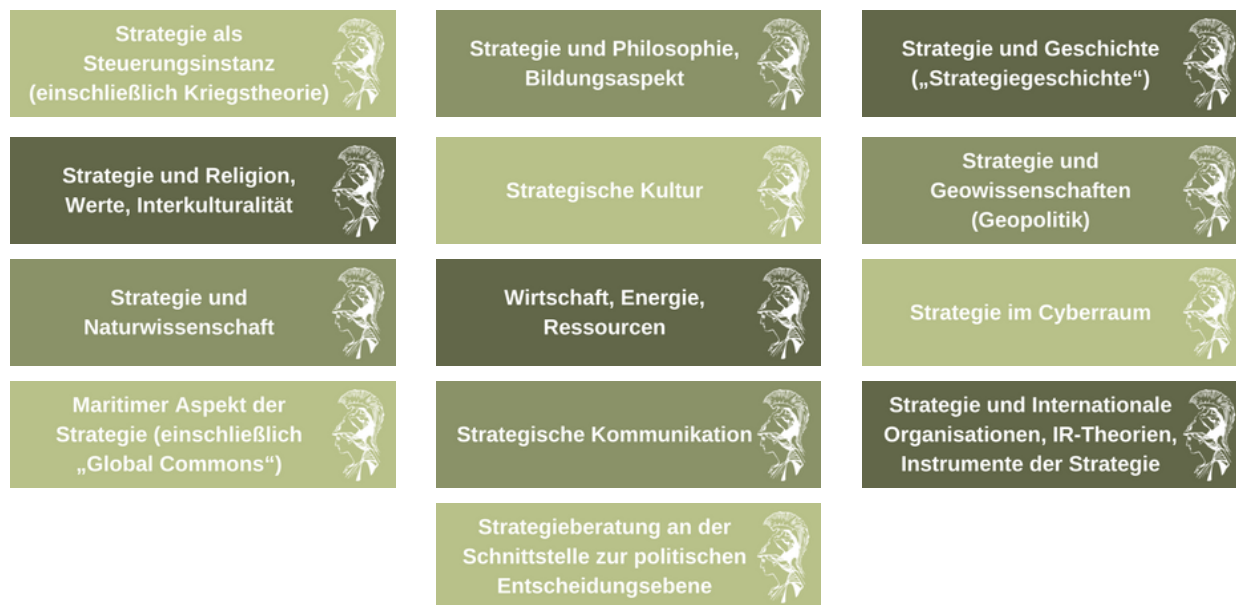 Strategie als
Steuerungsinstanz
(einschließlich Kriegstheorie)
Strategie und Philosophie,
Bildungsaspekt
Strategie und Geschichte
(„Strategiegeschichte“)
Strategie und Religion,
Werte, Interkulturalität
Strategische Kultur
Strategie und
Geowissenschaften
(Geopolitik)
Strategie und
Naturwissenschaft
Wirtschaft, Energie,
Ressourcen
Strategie im Cyberraum
Maritimer Aspekt der
Strategie (einschließlich
„Global Commons“)
Strategische Kommunikation
Strategie und Internationale
Organisationen, IR-Theorien,
Instrumente der Strategie
Strategieberatung an der
Schnittstelle zur politischen
Entscheidungsebene